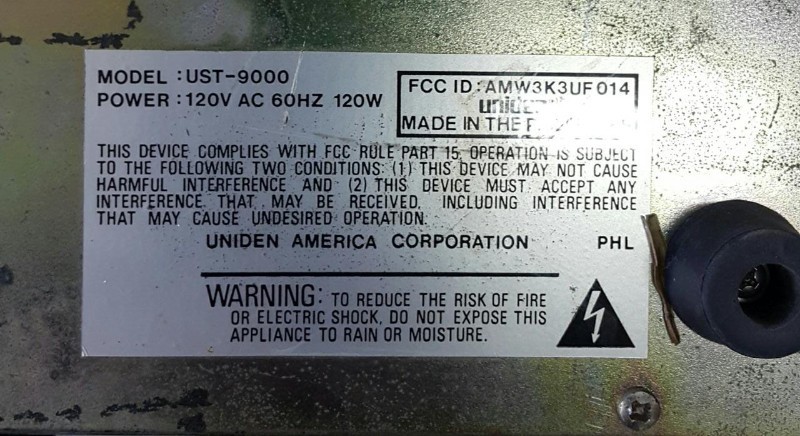 MODEL : UST-9000
POWER : 120V AC 60HZ 120W
FCC ID : AMW3K3UF014
uniden
MADE IN THE
THIS DEVICE COMPLIES WITH FCC RULE PART 15. OPERATION IS SUBJECT
TO THE FOLLOWING TWO CONDITIONS: (1) THIS DEVICE MAY NOT CAUSE
HARMFUL INTERFERENCE AND (2) THIS DEVICE MUST ACCEPT ANY
INTERFERENCE THAT MAY BE RECEIVED, INCLUDING INTERFERENCE
THAT MAY CAUSE UNDESIRED OPERATION.
UNIDEN AMERICA CORPORATION PHL
WARNING: TO REDUCE THE RISK OF FIRE
OR ELECTRIC SHOCK, DO NOT EXPOSE THIS
APPLIANCE TO RAIN OR MOISTURE.